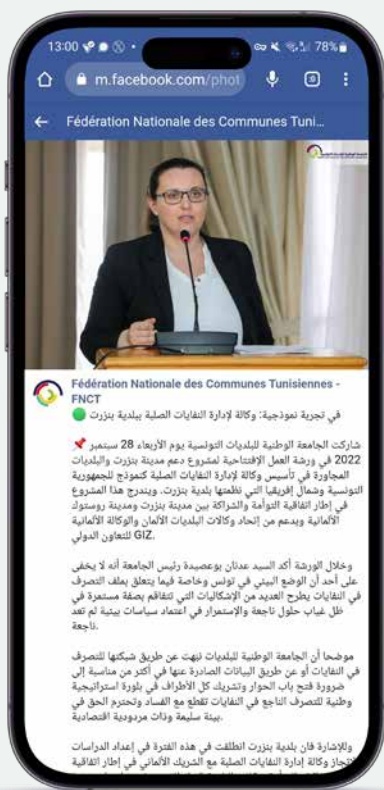 13:00
78%
m.facebook.com/phot
Fédération Nationale des Communes Tuni...
Fédération Nationale des Communes Tunisiennes -
FNCT
في تجربة نموذجية: وكالة لإدارة النفايات الصلبة ببلدية بنزرت
شاركت الجامعة الوطنية للبلديات التونسية يوم الأربعاء 28 سبتمبر
2022 في ورشة العمل الإفتتاحية لمشروع دعم مدينة بنزرت والبلديات
المجاورة في تأسيس وكالة لإدارة النفايات الصلبة كنموذج للجمهورية
التونسية وشمال إفريقيا التي نظمتها بلدية بنزرت. ويندرج هذا المشروع
في إطار اتفاقية التوأمة والشراكة بين مدينة بنزرت ومدينة روستوك
الألمانية وبدعم من إتحاد وكالات البلديات الألمان والوكالة الألمانية
للتعاون الدولي GIZ.
وخلال الورشة أكد السيد عدنان بوعصيدة رئيس الجامعة أنه لا يخفى
على أحد أن الوضع البيئي في تونس وخاصة فيما يتعلق بملف التصرف
في النفايات يطرح العديد من الإشكاليات التي تتفاقم بصفة مستمرة في
ظل غياب حلول ناجعة والإستمرار في اعتماد سياسات بيئية لم تعد
ناجعة.
موضحا أن الجامعة الوطنية للبلديات نبهت عن طريق شبكتها للتصرف
في النفايات أو عن طريق البيانات الصادرة عنها في أكثر من مناسبة إلى
ضرورة فتح باب الحوار وتشريك كل الأطراف في بلورة استراتيجية
وطنية للتصرف الناجع في النفايات تقطع مع الفساد وتحترم الحق في
بيئة سليمة وذات مردودية اقتصادية.
وللإشارة فان بلدية بنزرت انطلقت في هذه الفترة في إعداد الدراسات
لإنجاز وكالة إدارة النفايات الصلبة مع الشريك الألماني في إطار اتفاقية